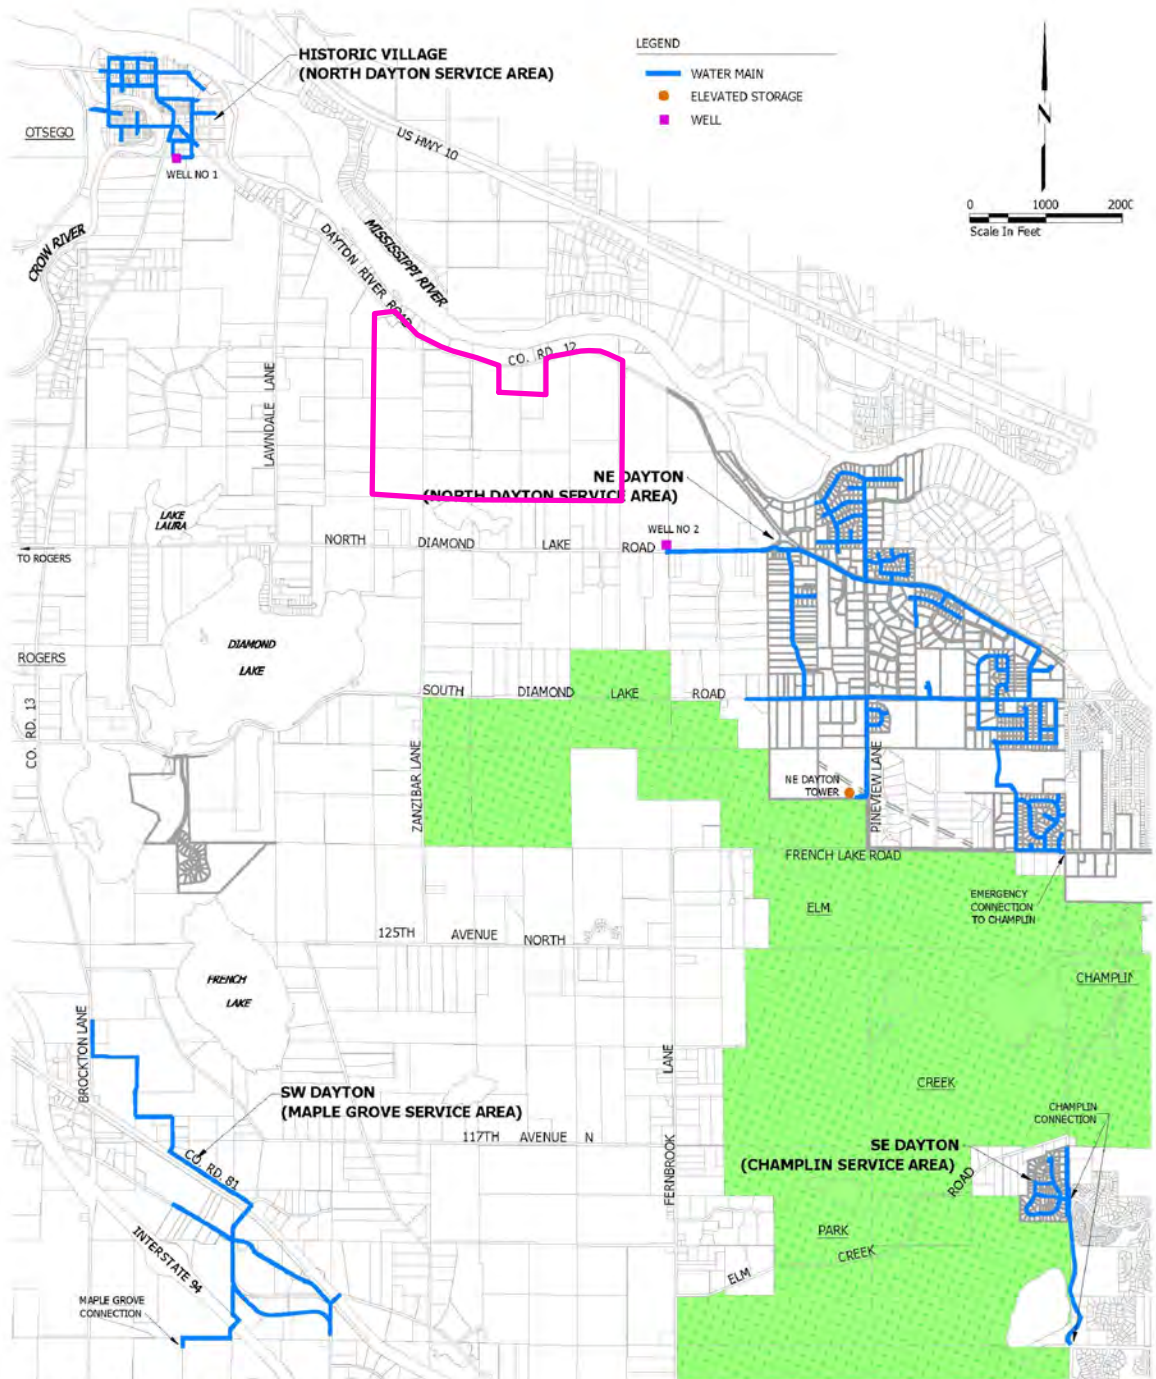 LEGEND
WATER MAIN
ELEVATED STORAGE
WELL
N
0 1000 2000
Scale In Feet
HISTORIC VILLAGE
(NORTH DAYTON SERVICE AREA)
OTSEGO
WELL NO 1
US HWY 10
CROW RIVER
MISSISSIPPI RIVER
DAYTON RIVER ROAD
CO. RD. 12
LAWNDALE LANE
NE DAYTON
(NORTH DAYTON SERVICE AREA)
LAKE
LAURA
WELL NO 2
NORTH DIAMOND LAKE ROAD
TO ROGERS
DIAMOND
LAKE
ROGERS
SOUTH DIAMOND LAKE ROAD
CO. RD. 13
ZANZIBAR LANE
NE DAYTON
TOWER
PINEVIEW LANE
FRENCH LAKE ROAD
EMERGENCY
CONNECTION
TO CHAMPLIN
ELM
125TH AVENUE NORTH
FRENCH
LAKE
CHAMPLIN
BROCKTON LANE
FERNBROOK LANE
CREEK
SW DAYTON
(MAPLE GROVE SERVICE AREA)
CHAMPLIN
CONNECTION
117TH AVENUE N
SE DAYTON
(CHAMPLIN SERVICE AREA)
CO. RD. 81
ROAD
INTERSTATE 94
PARK
CREEK
ELM
MAPLE GROVE
CONNECTION